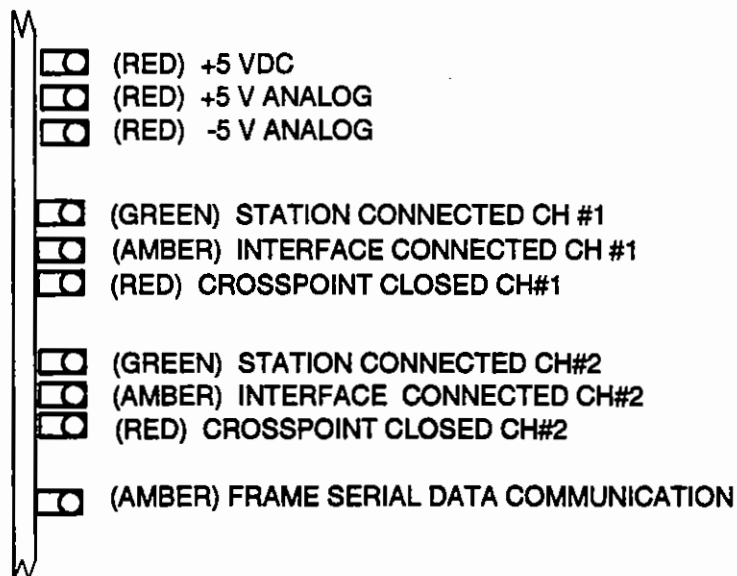 (RED) +5 VDC
(RED) +5 V ANALOG
(RED) -5 V ANALOG
(GREEN) STATION CONNECTED CH #1
(AMBER) INTERFACE CONNECTED CH #1
(RED) CROSSPOINT CLOSED CH#1
(GREEN) STATION CONNECTED CH#2
(AMBER) INTERFACE CONNECTED CH#2
(RED) CROSSPOINT CLOSED CH#2
(AMBER) FRAME SERIAL DATA COMMUNICATION